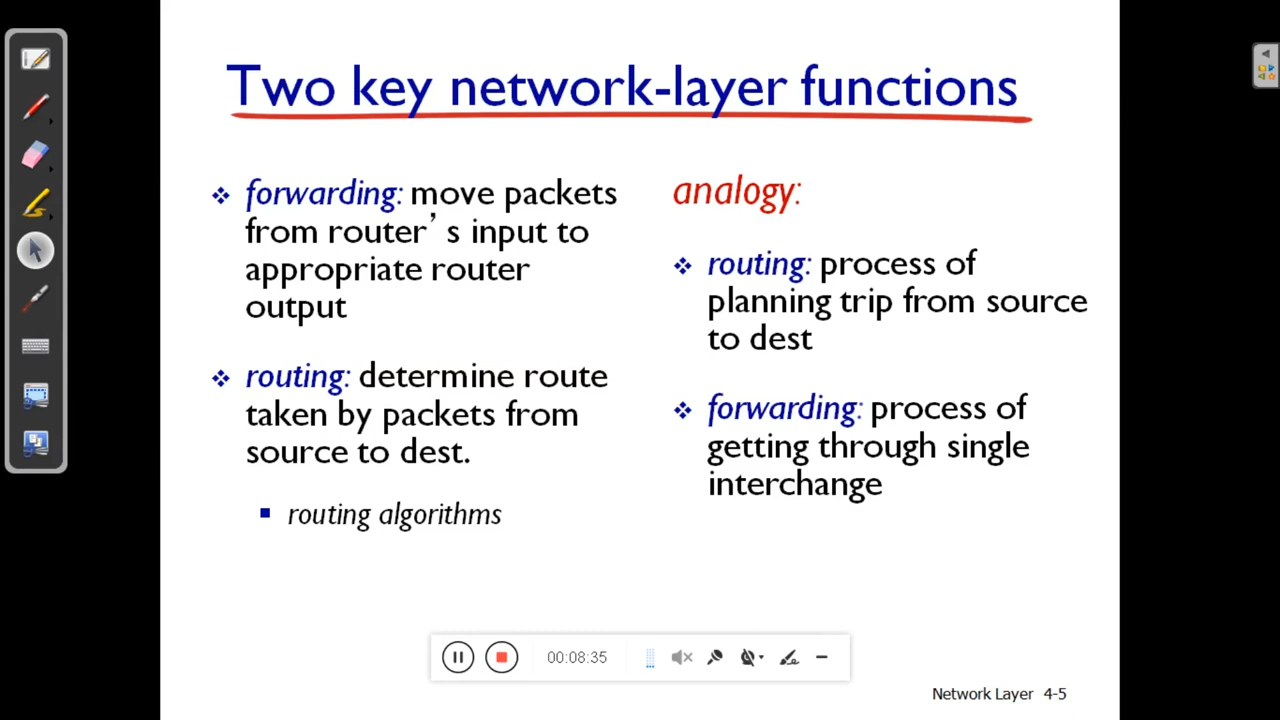 Two key network-layer functions
forwarding: move packets
from router’ s input to
appropriate router
output
routing: determine route
taken by packets from
source to dest.
routing algorithms
analogy:
routing: process of
planning trip from source
to dest
forwarding: process of
getting through single
interchange
00:08:35
Network Layer 4-5